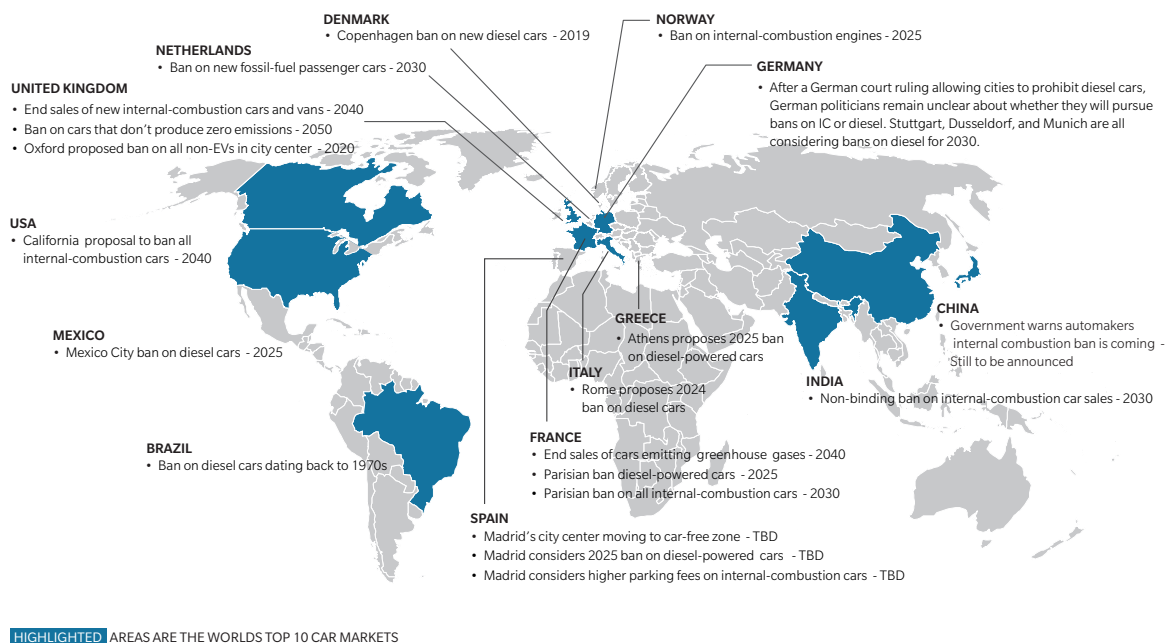 DENMARK
• Copenhagen ban on new diesel cars - 2019
NORWAY
• Ban on internal-combustion engines - 2025
NETHERLANDS
• Ban on new fossil-fuel passenger cars - 2030
GERMANY
• After a German court ruling allowing cities to prohibit diesel cars,
German politicians remain unclear about whether they will pursue
bans on IC or diesel. Stuttgart, Dusseldorf, and Munich are all
considering bans on diesel for 2030.
UNITED KINGDOM
• End sales of new internal-combustion cars and vans - 2040
• Ban on cars that don't produce zero emissions - 2050
• Oxford proposed ban on all non-EVs in city center - 2020
USA
• California proposal to ban all
internal-combustion cars - 2040
MEXICO
• Mexico City ban on diesel cars - 2025
GREECE
• Athens proposes 2025 ban
on diesel-powered cars
CHINA
• Government warns automakers
internal combustion ban is coming -
Still to be announced
ITALY
• Rome proposes 2024
ban on diesel cars
INDIA
• Non-binding ban on internal-combustion car sales - 2030
BRAZIL
• Ban on diesel cars dating back to 1970s
FRANCE
• End sales of cars emitting greenhouse gases - 2040
• Parisian ban diesel-powered cars - 2025
• Parisian ban on all internal-combustion cars - 2030
SPAIN
• Madrid's city center moving to car-free zone - TBD
• Madrid considers 2025 ban on diesel-powered cars - TBD
• Madrid considers higher parking fees on internal-combustion cars - TBD
HIGHLIGHTED AREAS ARE THE WORLDS TOP 10 CAR MARKETS